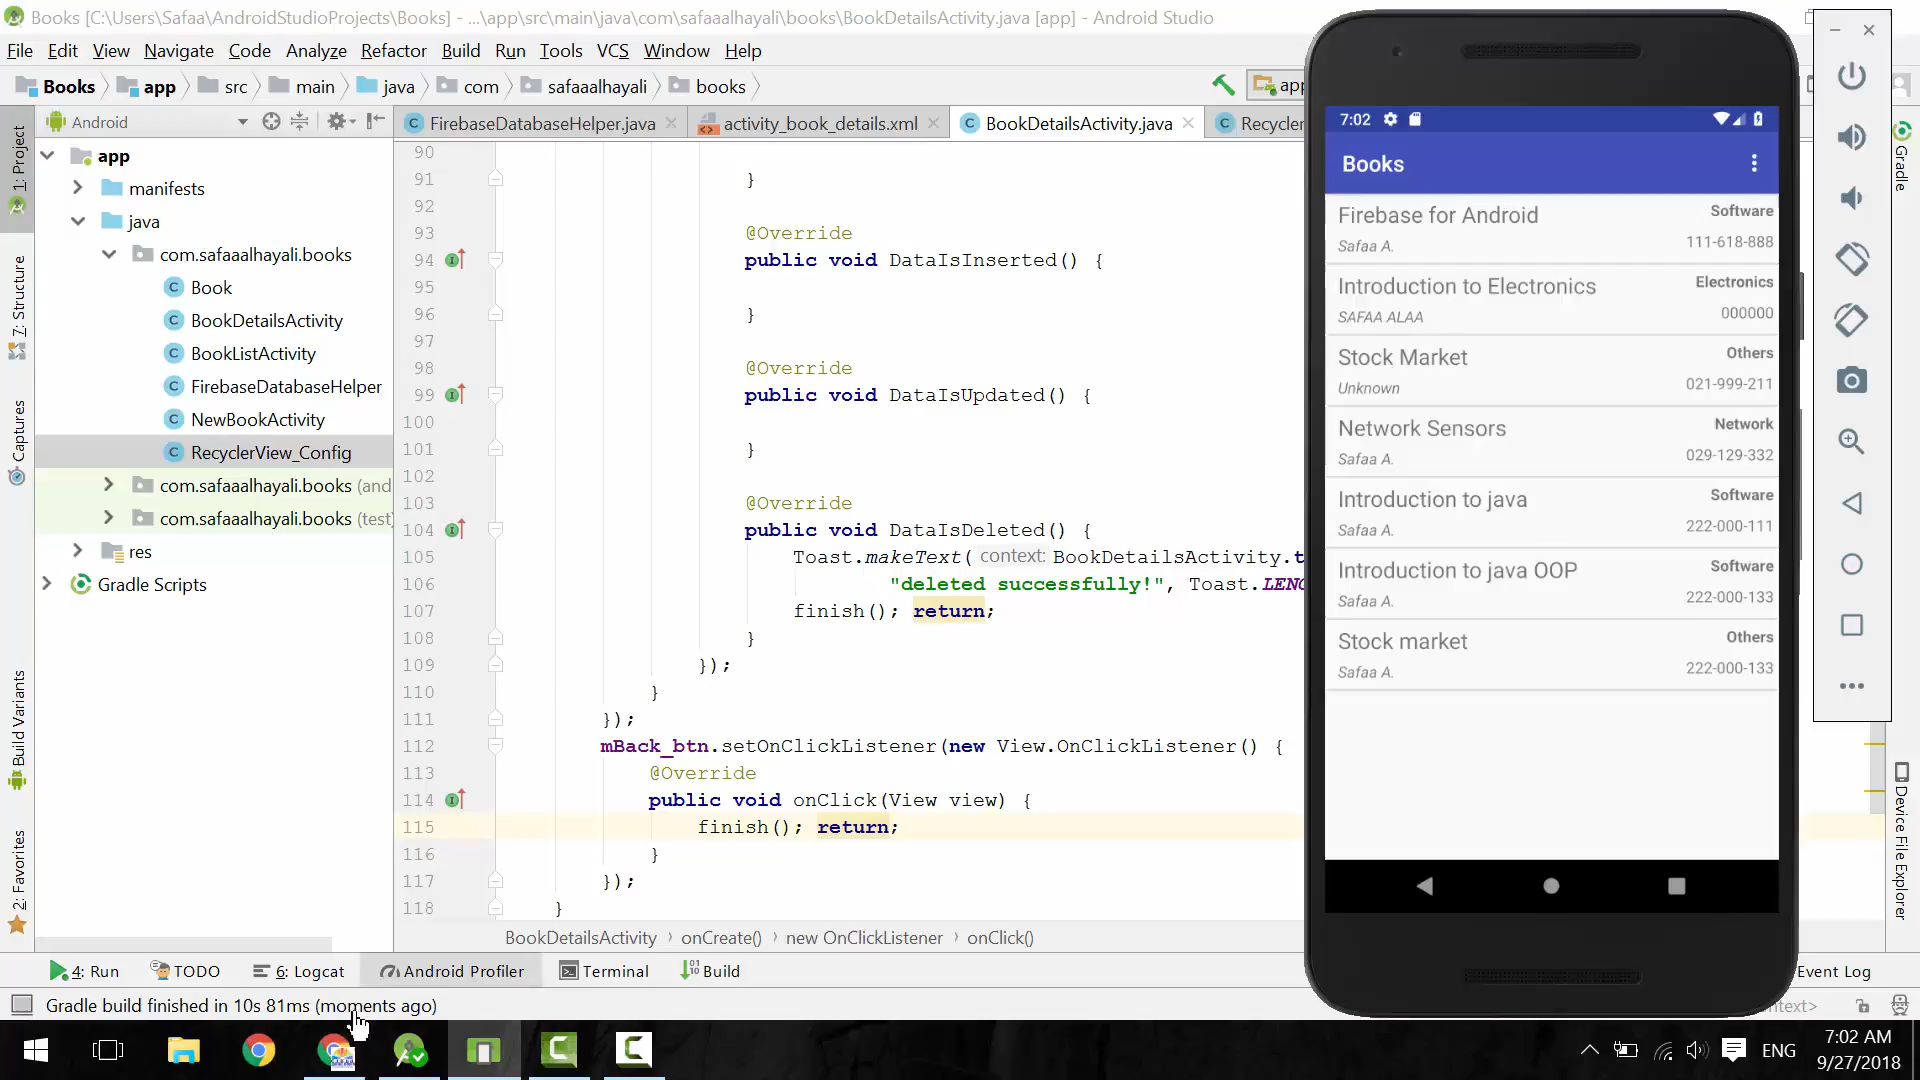 Books [C:\Users\Safaa\AndroidStudioProjects\Books] - ...\app\src\main\java\com\safaaalhayali\books\BookDetailsActivity.java [app] - Android Studio
File Edit View Navigate Code Analyze Refactor Build Run Tools VCS Window Help
Books app src main java com safaaalhayali books app
Android
FirebaseDatabaseHelper.java activity_book_details.xml BookDetailsActivity.java Recycler
1: Project
7: Structure
Captures
Build Variants
2: Favorites
app
manifests
java
com.safaaalhayali.books
Book
BookDetailsActivity
BookListActivity
FirebaseDatabaseHelper
NewBookActivity
RecyclerView_Config
com.safaaalhayali.books (and
com.safaaalhayali.books (test)
res
Gradle Scripts
90
91 }
92
93 @Override
94 public void DataIsInserted() {
95
96 }
97
98 @Override
99 public void DataIsUpdated() {
100
101 }
102
103 @Override
104 public void DataIsDeleted() {
105 Toast.makeText( context: BookDetailsActivity.t
106 "deleted successfully!", Toast.LENG
107 finish(); return;
108 }
109 });
110 }
111 });
112 mBack_btn.setOnClickListener(new View.OnClickListener() {
113 @Override
114 public void onClick(View view) {
115 finish(); return;
116 }
117 });
118 }
BookDetailsActivity › onCreate() › new OnClickListener › onClick()
7:02
Books
Firebase for Android Software
Safaa A. 111-618-888
Introduction to Electronics Electronics
SAFAA ALAA 000000
Stock Market Others
Unknown 021-999-211
Network Sensors Network
Safaa A. 029-129-332
Introduction to java Software
Safaa A. 222-000-111
Introduction to java OOP Software
Safaa A. 222-000-133
Stock market Others
Safaa A. 222-000-133
Gradle
Device File Explorer
4: Run TODO 6: Logcat Android Profiler Terminal Build Event Log
Gradle build finished in 10s 81ms (moments ago)
ntext>
ENG
7:02 AM
9/27/2018